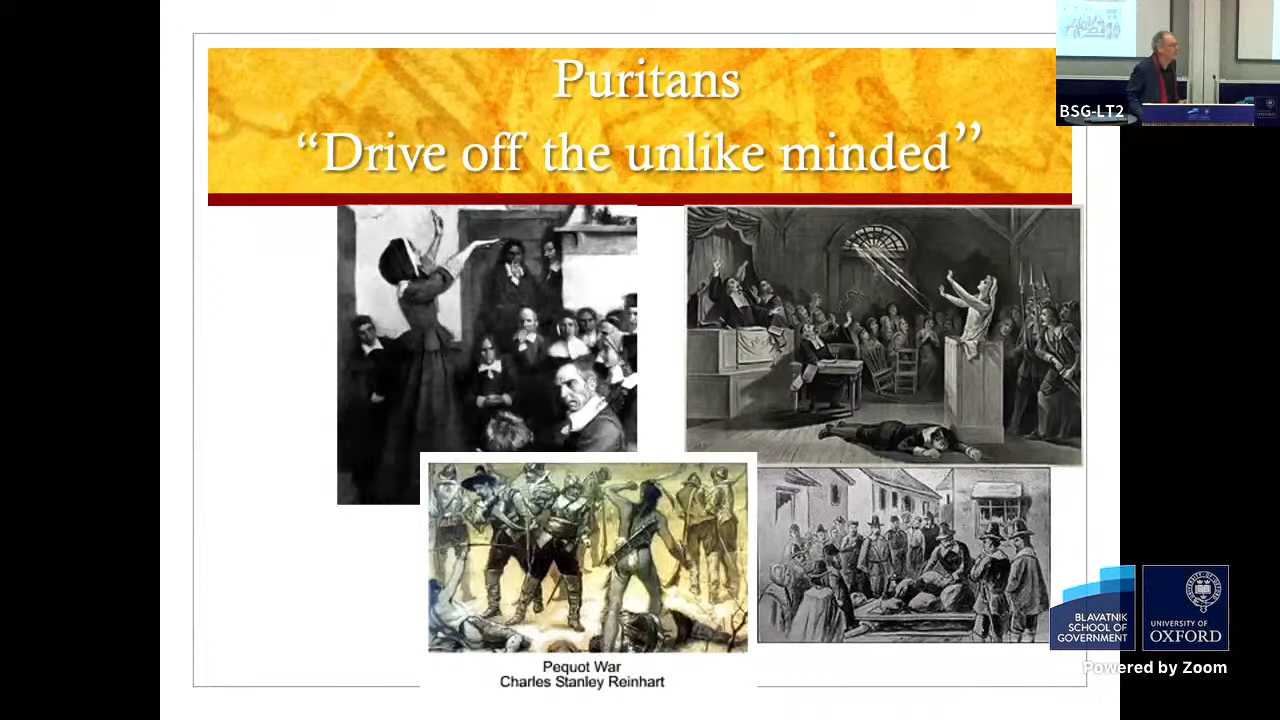 Puritans
“Drive off the unlike minded”
BSG-LT2
Pequot War
Charles Stanley Reinhart
BLAVATNIK
SCHOOL OF
GOVERNMENT
UNIVERSITY OF
OXFORD
Powered by Zoom